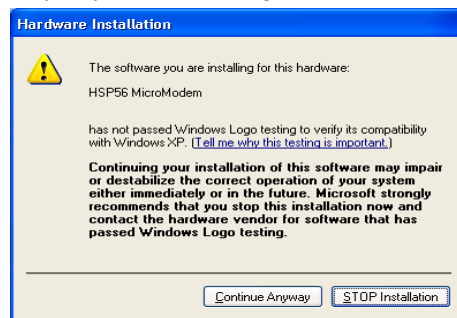 Hardware Installation
The software you are installing for this hardware:
HSP56 MicroModem
has not passed Windows Logo testing to verify its compatibility
with Windows XP. (Tell me why this testing is important.)
Continuing your installation of this software may impair
or destabilize the correct operation of your system
either immediately or in the future. Microsoft strongly
recommends that you stop this installation now and
contact the hardware vendor for software that has
passed Windows Logo testing.
Continue Anyway
STOP Installation